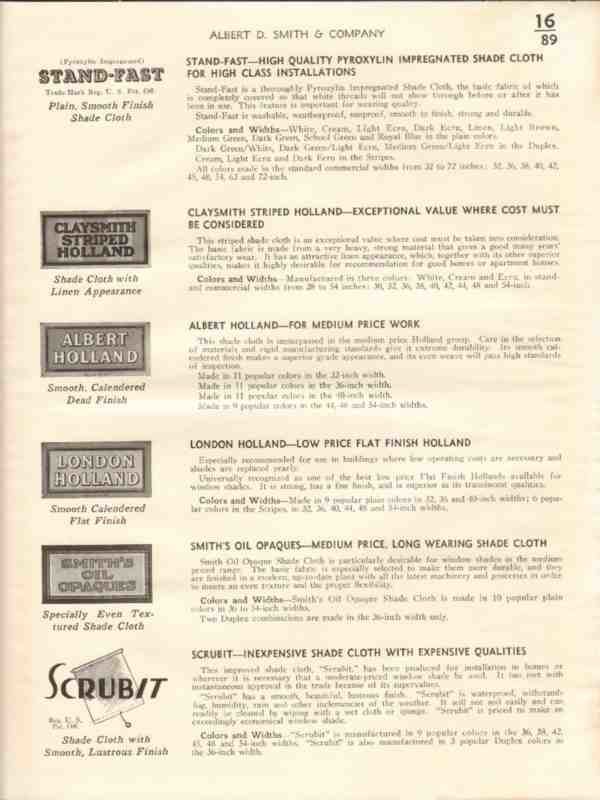 ALBERT D. SMITH & COMPANY
16
89
(Pyroxylin Impregnated)
STAND-FAST
Trade Mark Reg. U. S. Pat. Off.
Plain, Smooth Finish
Shade Cloth
STAND-FAST—HIGH QUALITY PYROXYLIN IMPREGNATED SHADE CLOTH
FOR HIGH CLASS INSTALLATIONS
Stand-Fast is a thoroughly Pyroxylin Impregnated Shade Cloth, the basic fabric of which
is completely covered so that white threads will not show through before or after it has
been in use. This feature is important for wearing quality.
Stand-Fast is washable, weatherproof, sunproof, smooth in finish, strong and durable.
Colors and Widths—White, Cream, Light Ecru, Dark Ecru, Linen, Light Brown,
Medium Green, Dark Green, School Green and Royal Blue in the plain colors.
Dark Green/White, Dark Green/Light Ecru, Medium Green/Light Ecru in the Duplex.
Cream, Light Ecru and Dark Ecru in the Stripes.
All colors made in the standard commercial widths from 32 to 72 inches: 32, 36, 38, 40, 42,
45, 48, 54, 63 and 72-inch.
CLAYSMITH
STRIPED
HOLLAND
Shade Cloth with
Linen Appearance
CLAYSMITH STRIPED HOLLAND—EXCEPTIONAL VALUE WHERE COST MUST
BE CONSIDERED
This striped shade cloth is an exceptional value where cost must be taken into consideration.
The basic fabric is made from a very heavy, strong material that gives a good many years'
satisfactory wear. It has an attractive linen appearance, which, together with its other superior
qualities, makes it highly desirable for recommendation for good homes or apartment houses.
Colors and Widths—Manufactured in three colors: White, Cream and Ecru, in stand-
ard commercial widths from 28 to 54 inches: 30, 32, 36, 38, 40, 42, 44, 48 and 54-inch.
ALBERT
HOLLAND
Smooth, Calendered
Dead Finish
ALBERT HOLLAND—FOR MEDIUM PRICE WORK
This shade cloth is unsurpassed in the medium price Holland group. Care in the selection
of materials and rigid manufacturing standards give it extreme durability. Its smooth cal-
endered finish makes a superior grade appearance, and its even weave will pass high standards
of inspection.
Made in 11 popular colors in the 32-inch width.
Made in 11 popular colors in the 36-inch width.
Made in 11 popular colors in the 40-inch width.
Made in 9 popular colors in the 44, 48 and 54-inch widths.
LONDON
HOLLAND
Smooth Calendered
Flat Finish
LONDON HOLLAND—LOW PRICE FLAT FINISH HOLLAND
Especially recommended for use in buildings where low operating costs are necessary and
shades are replaced yearly.
Universally recognized as one of the best low price Flat Finish Hollands available for
window shades. It is strong, has a fine finish, and is superior in its translucent qualities.
Colors and Widths—Made in 9 popular plain colors in 32, 36 and 40-inch widths; 6 popu-
lar colors in the Stripes, in 32, 36, 40, 44, 48 and 54-inch widths.
SMITH'S
OIL
OPAQUES
Specially Even Tex-
tured Shade Cloth
SMITH'S OIL OPAQUES—MEDIUM PRICE, LONG WEARING SHADE CLOTH
Smith Oil Opaque Shade Cloth is particularly desirable for window shades in the medium
priced range. The basic fabric is especially selected to make them more durable, and they
are finished in a modern, up-to-date plant with all the latest machinery and processes in order
to insure an even texture and the proper flexibility.
Colors and Widths—Smith's Oil Opaque Shade Cloth is made in 10 popular plain
colors in 36 to 54-inch widths.
Two Duplex combinations are made in the 36-inch width only.
SCRUBIT
Reg. U. S.
Pat. Off.
Shade Cloth with
Smooth, Lustrous Finish
SCRUBIT—INEXPENSIVE SHADE CLOTH WITH EXPENSIVE QUALITIES
This improved shade cloth, "Scrubit," has been produced for installation in homes or
wherever it is necessary that a moderate-priced window shade be used. It has met with
instantaneous approval in the trade because of its supervalues.
"Scrubit" has a smooth, beautiful, lustrous finish. "Scrubit" is waterproof, withstand-
ing, humidity, rain and other inclemencies of the weather. It will not soil easily and can
readily be cleaned by wiping with a wet cloth or sponge. "Scrubit" is priced to make an
exceedingly economical window shade.
Colors and Widths—"Scrubit" is manufactured in 9 popular colors in the 36, 38, 42,
45, 48 and 54-inch widths. "Scrubit" is also manufactured in 3 popular Duplex colors in
the 36-inch width.